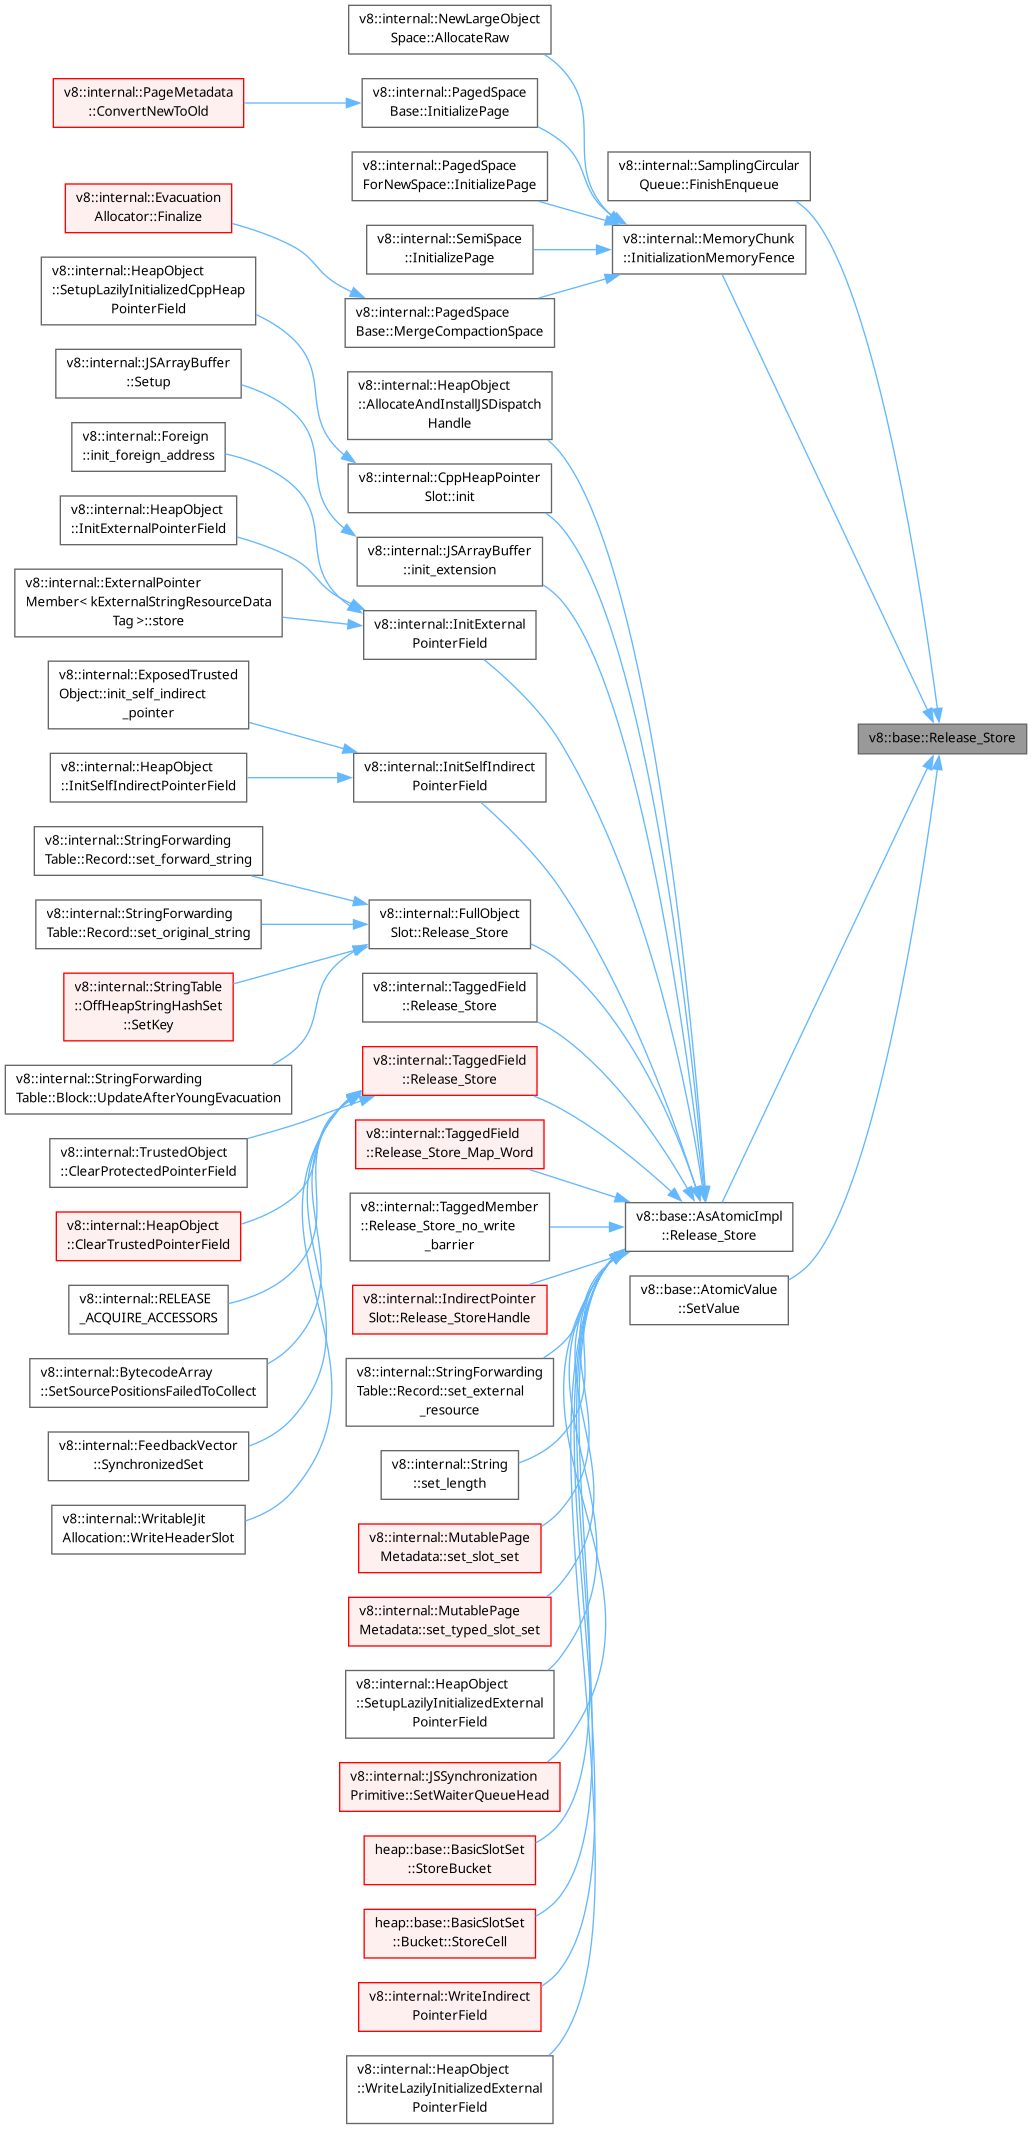 v8::internal::NewLargeObject
Space::AllocateRaw
v8::internal::PageMetadata
::ConvertNewToOld
v8::internal::PagedSpace
Base::InitializePage
v8::internal::PagedSpace
ForNewSpace::InitializePage
v8::internal::SamplingCircular
Queue::FinishEnqueue
v8::internal::Evacuation
Allocator::Finalize
v8::internal::SemiSpace
::InitializePage
v8::internal::MemoryChunk
::InitializationMemoryFence
v8::internal::HeapObject
::SetupLazilyInitializedCppHeap
PointerField
v8::internal::PagedSpace
Base::MergeCompactionSpace
v8::internal::JSArrayBuffer
::Setup
v8::internal::HeapObject
::AllocateAndInstallJSDispatch
Handle
v8::internal::Foreign
::init_foreign_address
v8::internal::CppHeapPointer
Slot::init
v8::internal::HeapObject
::InitExternalPointerField
v8::internal::JSArrayBuffer
::init_extension
v8::internal::ExternalPointer
Member< kExternalStringResourceData
Tag >::store
v8::internal::InitExternal
PointerField
v8::internal::ExposedTrusted
Object::init_self_indirect
_pointer
v8::base::Release_Store
v8::internal::HeapObject
::InitSelfIndirectPointerField
v8::internal::InitSelfIndirect
PointerField
v8::internal::StringForwarding
Table::Record::set_forward_string
v8::internal::StringForwarding
Table::Record::set_original_string
v8::internal::FullObject
Slot::Release_Store
v8::internal::StringTable
::OffHeapStringHashSet
::SetKey
v8::internal::TaggedField
::Release_Store
v8::internal::StringForwarding
Table::Block::UpdateAfterYoungEvacuation
v8::internal::TaggedField
::Release_Store
v8::internal::TrustedObject
::ClearProtectedPointerField
v8::internal::TaggedField
::Release_Store_Map_Word
v8::internal::HeapObject
::ClearTrustedPointerField
v8::internal::TaggedMember
::Release_Store_no_write
_barrier
v8::base::AsAtomicImpl
::Release_Store
v8::internal::RELEASE
_ACQUIRE_ACCESSORS
v8::internal::IndirectPointer
Slot::Release_StoreHandle
v8::base::AtomicValue
::SetValue
v8::internal::BytecodeArray
::SetSourcePositionsFailedToCollect
v8::internal::StringForwarding
Table::Record::set_external
_resource
v8::internal::FeedbackVector
::SynchronizedSet
v8::internal::String
::set_length
v8::internal::WritableJit
Allocation::WriteHeaderSlot
v8::internal::MutablePage
Metadata::set_slot_set
v8::internal::MutablePage
Metadata::set_typed_slot_set
v8::internal::HeapObject
::SetupLazilyInitializedExternal
PointerField
v8::internal::JSSynchronization
Primitive::SetWaiterQueueHead
heap::base::BasicSlotSet
::StoreBucket
heap::base::BasicSlotSet
::Bucket::StoreCell
v8::internal::WriteIndirect
PointerField
v8::internal::HeapObject
::WriteLazilyInitializedExternal
PointerField